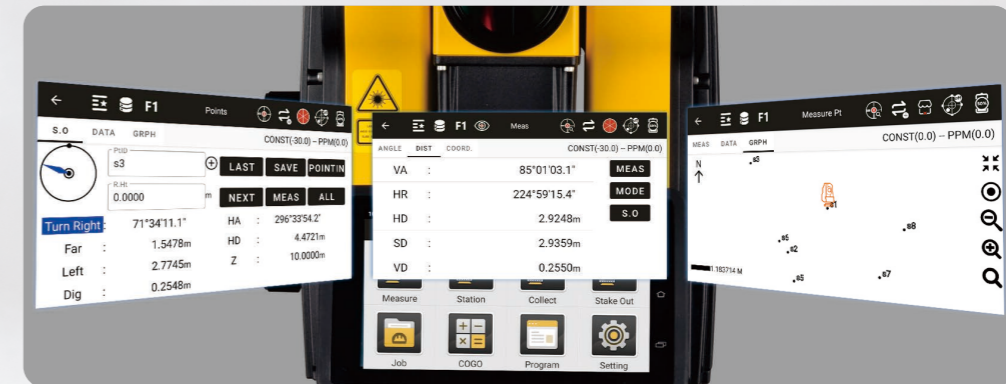 F1 Points
S.O DATA GRPH CONST(-30.0) -- PPM(0.0)
PtID
s3 LAST SAVE POINTIN
R.Ht
0.0000 m NEXT MEAS ALL
Turn Right: 71°34'11.1" HA : 296°33'54.2"
Far : 1.5478m HD : 4.4721m
Left : 2.7745m Z : 10.0000m
Dig : 0.2548m
F1 Meas
ANGLE DIST COORD. CONST(-30.0) -- PPM(0.0)
VA : 85°01'03.1" MEAS
HR : 224°59'15.4" MODE
HD : 2.9248m S.O
SD : 2.9359m
VD : 0.2550m
F1 Measure Pt
MEAS DATA GRPH CONST(0.0) -- PPM(0.0)
N
s3
s1
s8
s2
1.183714 M
s5
s7
Measure Station Collect Stake Out
Job COGO Program Setting